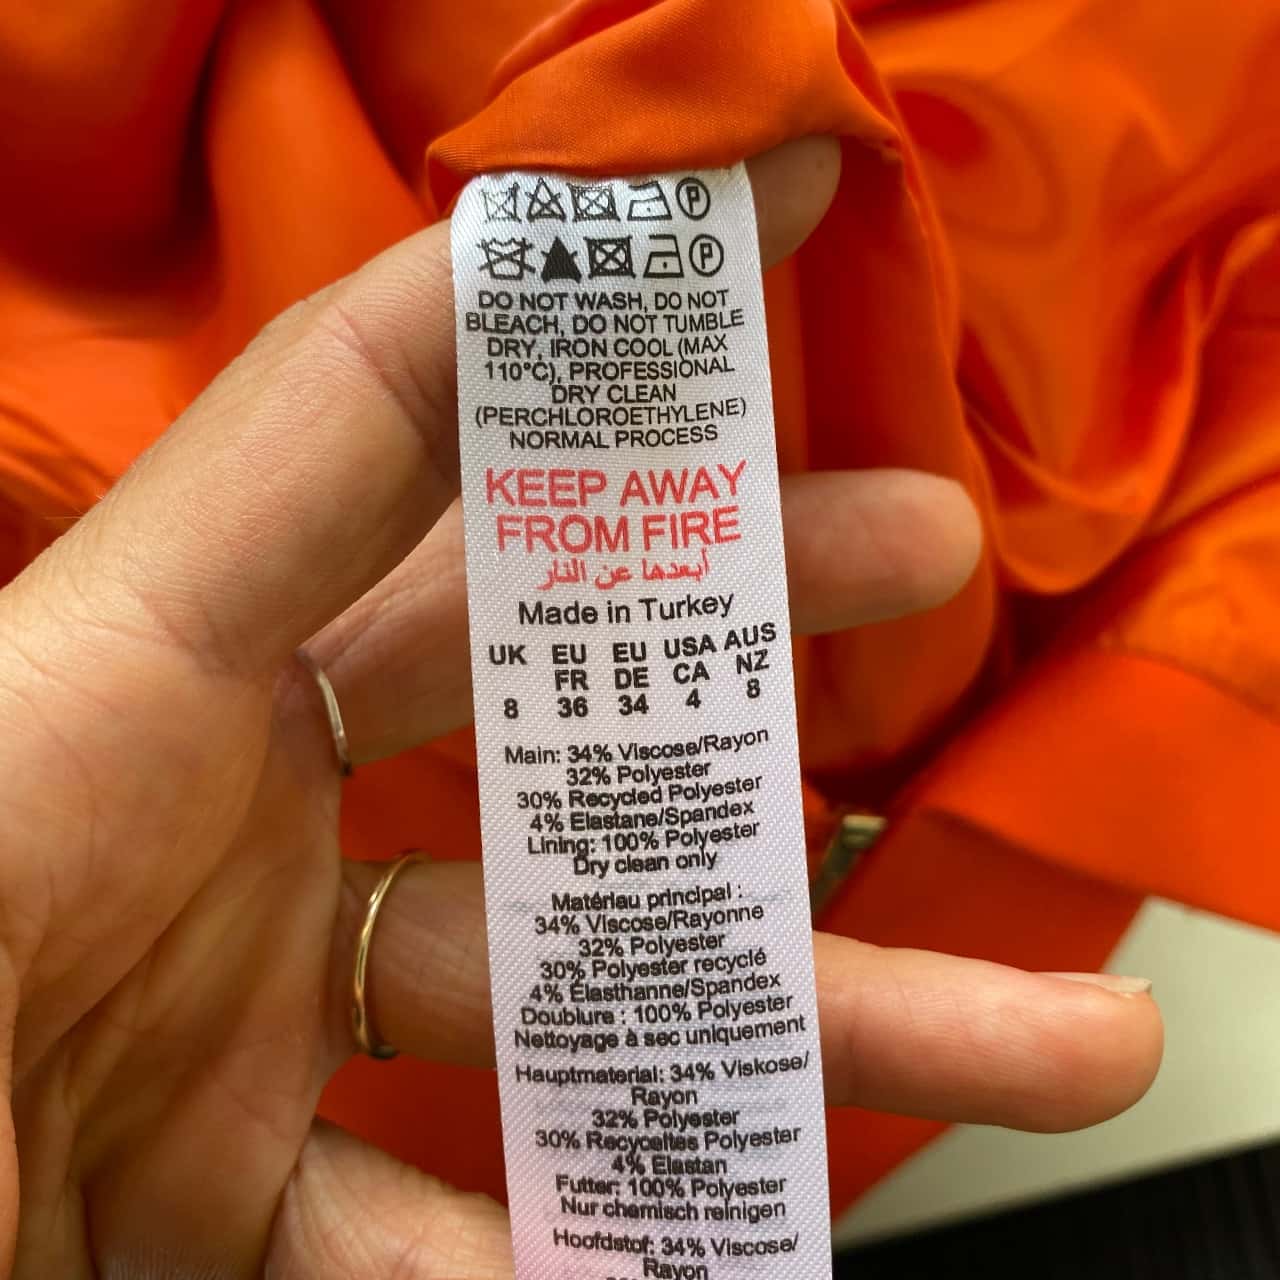 P
P
DO NOT WASH, DO NOT
BLEACH, DO NOT TUMBLE
DRY, IRON COOL (MAX
110°C), PROFESSIONAL
DRY CLEAN
(PERCHLOROETHYLENE)
NORMAL PROCESS
KEEP AWAY
FROM FIRE
أبعدها عن النار
Made in Turkey
UK EU EU USA AUS
FR DE CA NZ
8 36 34 4 8
Main: 34% Viscose/Rayon
32% Polyester
30% Recycled Polyester
4% Elastane/Spandex
Lining: 100% Polyester
Dry clean only
Matériau principal :
34% Viscose/Rayonne
32% Polyester
30% Polyester recyclé
4% Élasthanne/Spandex
Doublure : 100% Polyester
Nettoyage à sec uniquement
Hauptmaterial: 34% Viskose/
Rayon
32% Polyester
30% Recyceltes Polyester
4% Elastan
Futter: 100% Polyester
Nur chemisch reinigen
Hoofdstof: 34% Viscose/
Rayon